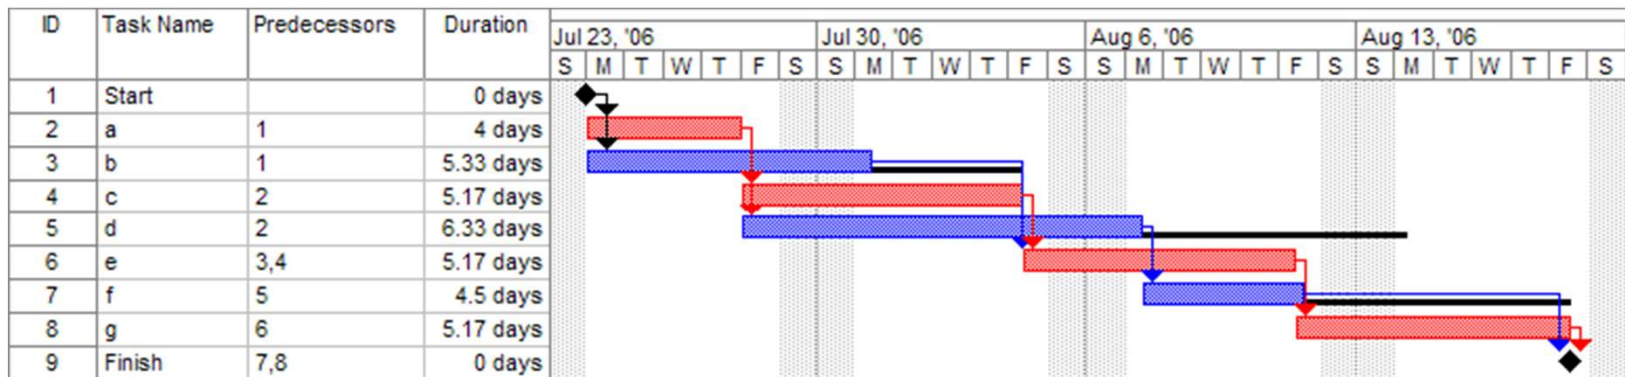 ID Task Name Predecessors Duration
Jul 23, '06 Jul 30, '06 Aug 6, '06 Aug 13, '06
S M T W T F S S M T W T F S S M T W T F S S M T W T F S
1 Start 0 days
2 a 1 4 days
3 b 1 5.33 days
4 c 2 5.17 days
5 d 2 6.33 days
6 e 3,4 5.17 days
7 f 5 4.5 days
8 g 6 5.17 days
9 Finish 7,8 0 days